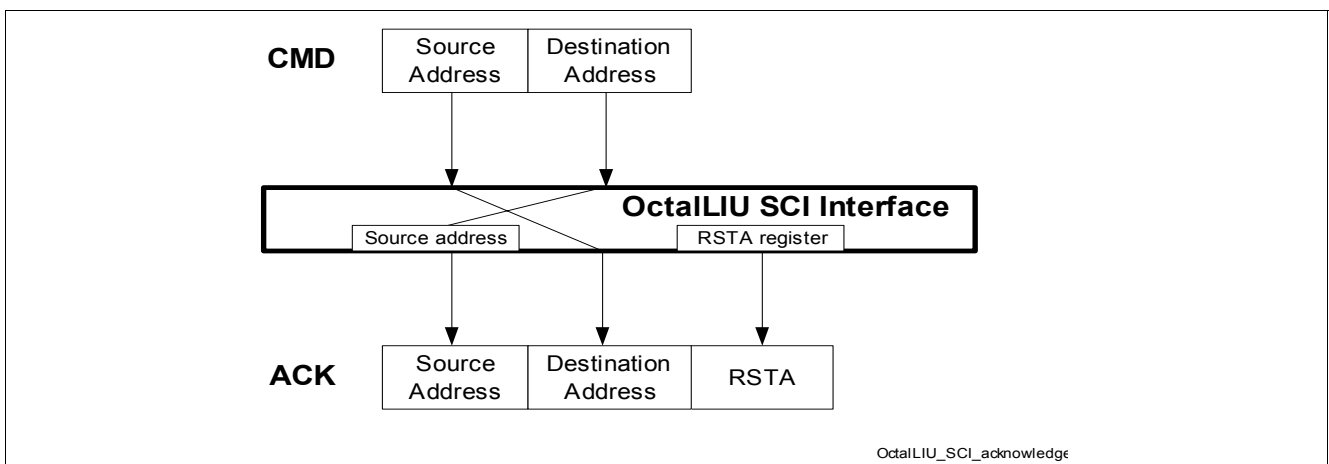 CMD
Source
Address
Destination
Address
OctalLIU SCI Interface
Source address
RSTA register
ACK
Source
Address
Destination
Address
RSTA
OctalLIU_SCI_acknowledge